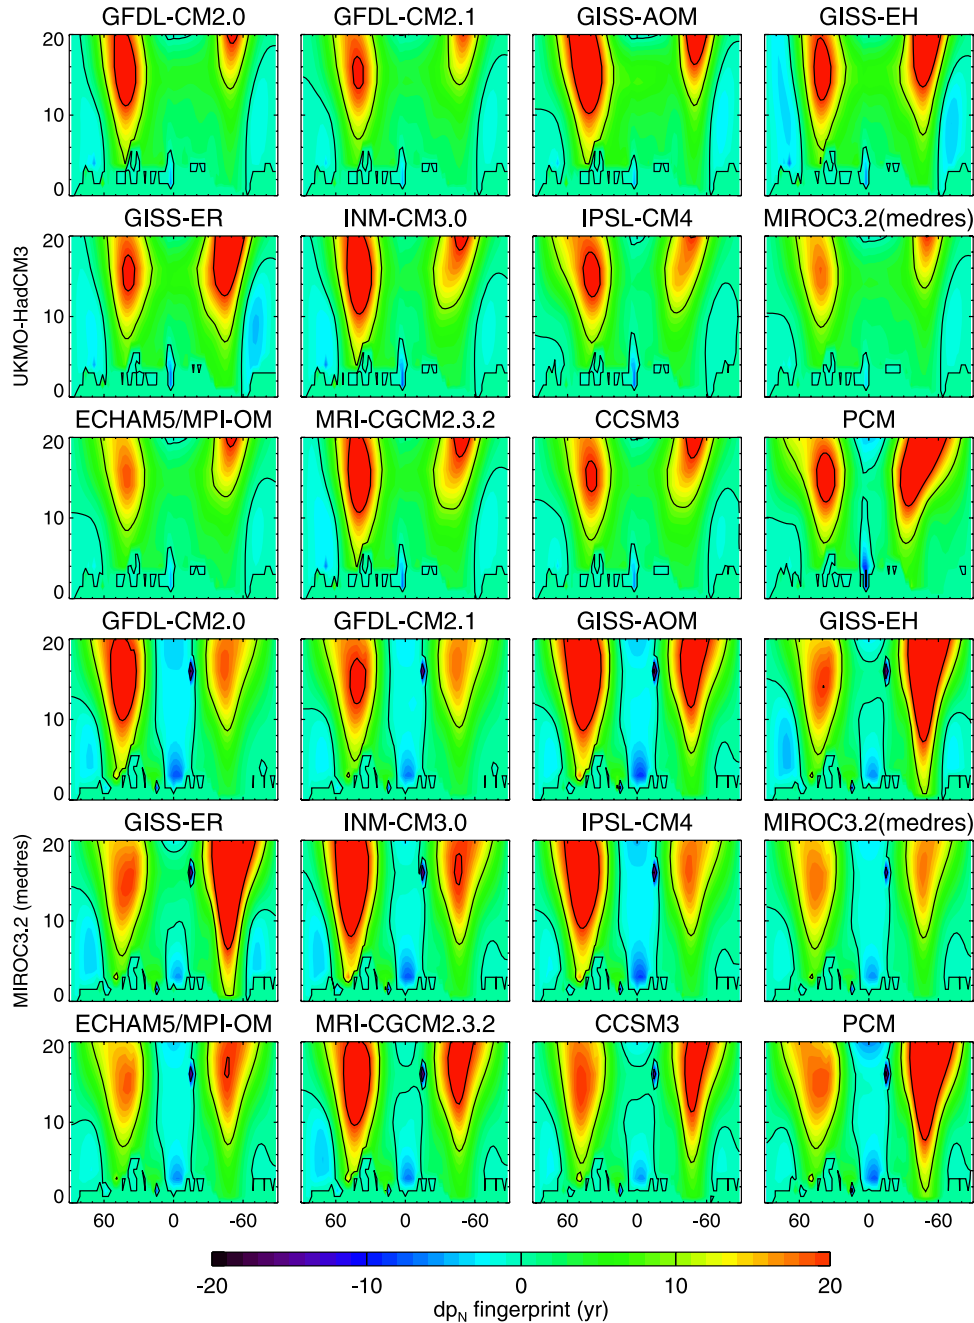 GFDL-CM2.0 GFDL-CM2.1 GISS-AOM GISS-EH
20
10
0
GISS-ER INM-CM3.0 IPSL-CM4 MIROC3.2(medres)
20
10
0
UKMO-HadCM3
ECHAM5/MPI-OM MRI-CGCM2.3.2 CCSM3 PCM
20
10
0
GFDL-CM2.0 GFDL-CM2.1 GISS-AOM GISS-EH
20
10
0
GISS-ER INM-CM3.0 IPSL-CM4 MIROC3.2(medres)
20
10
0
MIROC3.2 (medres)
ECHAM5/MPI-OM MRI-CGCM2.3.2 CCSM3 PCM
20
10
0
60 0 -60 60 0 -60 60 0 -60 60 0 -60
-20 -10 0 10 20
dpN fingerprint (yr)